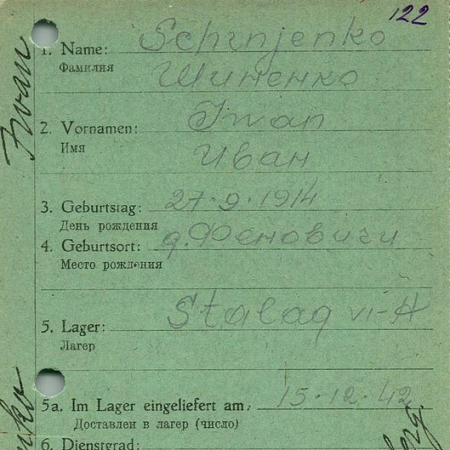 122
1. Name: Schinjenko
Фамилия Шиненко
2. Vornamen: Iwan
Имя Иван
3. Geburtstag: 27.9.1914
День рождения
4. Geburtsort: д. Феновичи
Место рождения
5. Lager: Stalag VI-A
Лагерь
5a. Im Lager eingeliefert am: 15.12.42
Доставлен в лагерь (число)
6. Dienstgrad:
Iwan